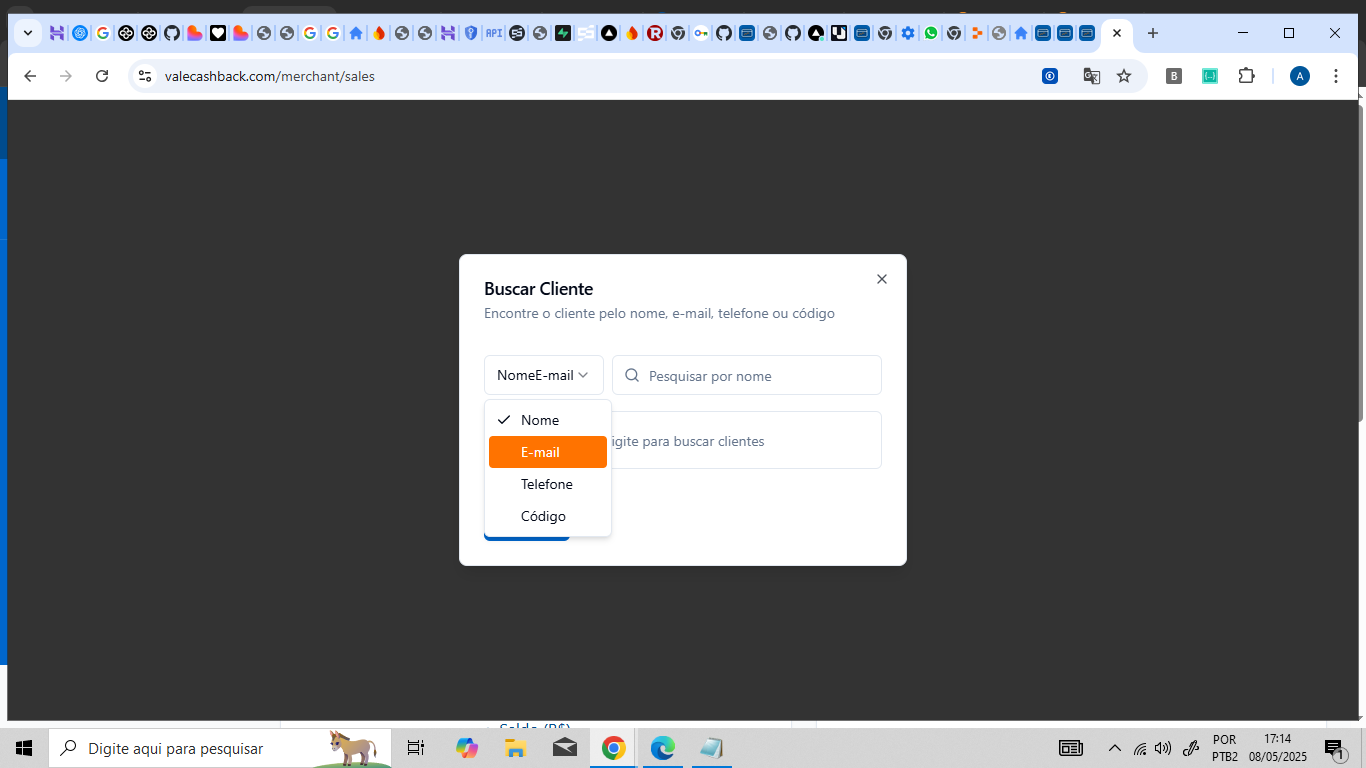 API
valecashback.com/merchant/sales
B
A
Buscar Cliente
Encontre o cliente pelo nome, e-mail, telefone ou código
NomeE-mail
Pesquisar por nome
Nome
igite para buscar clientes
E-mail
Telefone
Código
Saldo (R$)
Digite aqui para pesquisar
POR
PTB2
17:14
08/05/2025
1